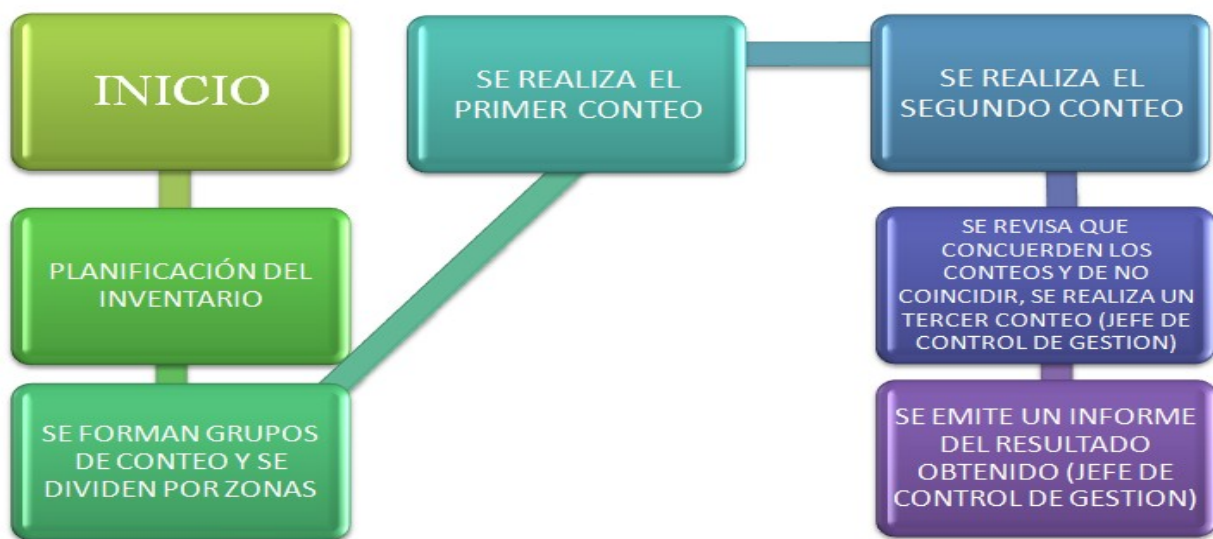 INICIO
PLANIFICACIÓN DEL
INVENTARIO
SE FORMAN GRUPOS
DE CONTEO Y SE
DIVIDEN POR ZONAS
SE REALIZA EL
PRIMER CONTEO
SE REALIZA EL
SEGUNDO CONTEO
SE REVISA QUE
CONCUERDEN LOS
CONTEOS Y DE NO
COINCIDIR, SE REALIZA UN
TERCER CONTEO (JEFE DE
CONTROL DE GESTION)
SE EMITE UN INFORME
DEL RESULTADO
OBTENIDO (JEFE DE
CONTROL DE GESTION)